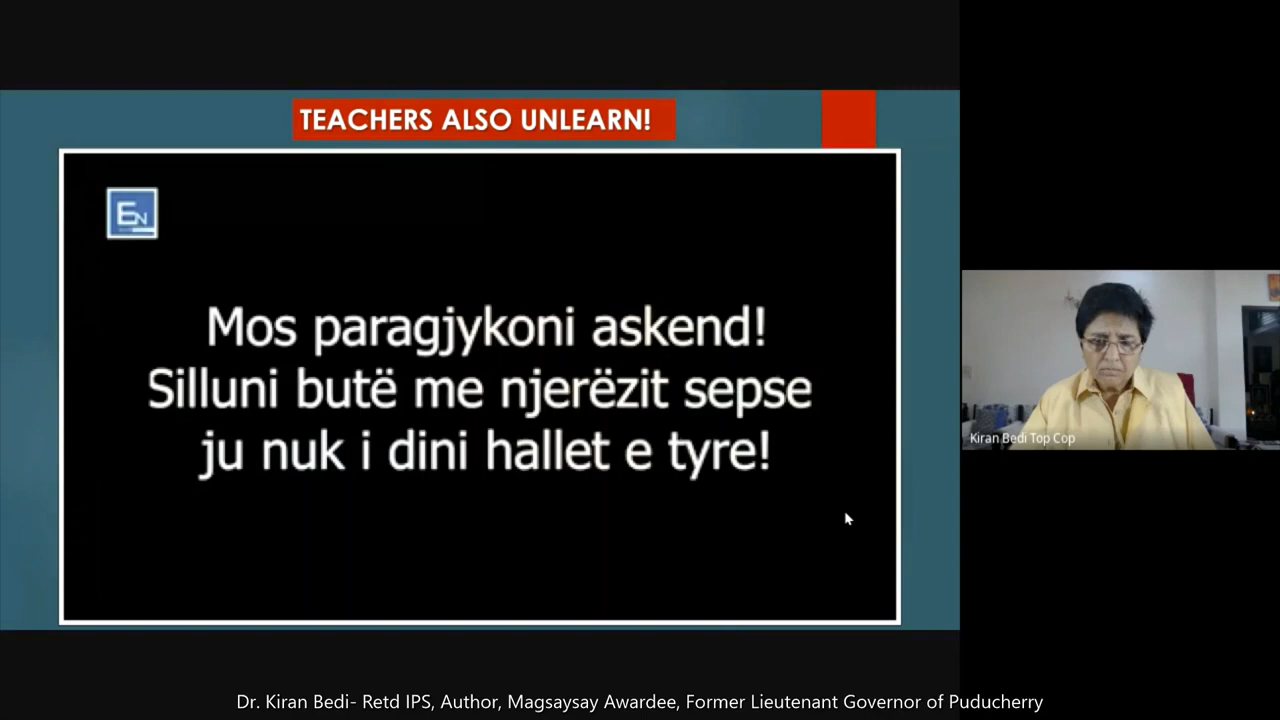 TEACHERS ALSO UNLEARN!
EN
Mos paragjykoni askend!
Silluni butë me njerëzit sepse
ju nuk i dini hallet e tyre!
Kiran Bedi Top Cop
Dr. Kiran Bedi- Retd IPS, Author, Magsaysay Awardee, Former Lieutenant Governor of Puducherry